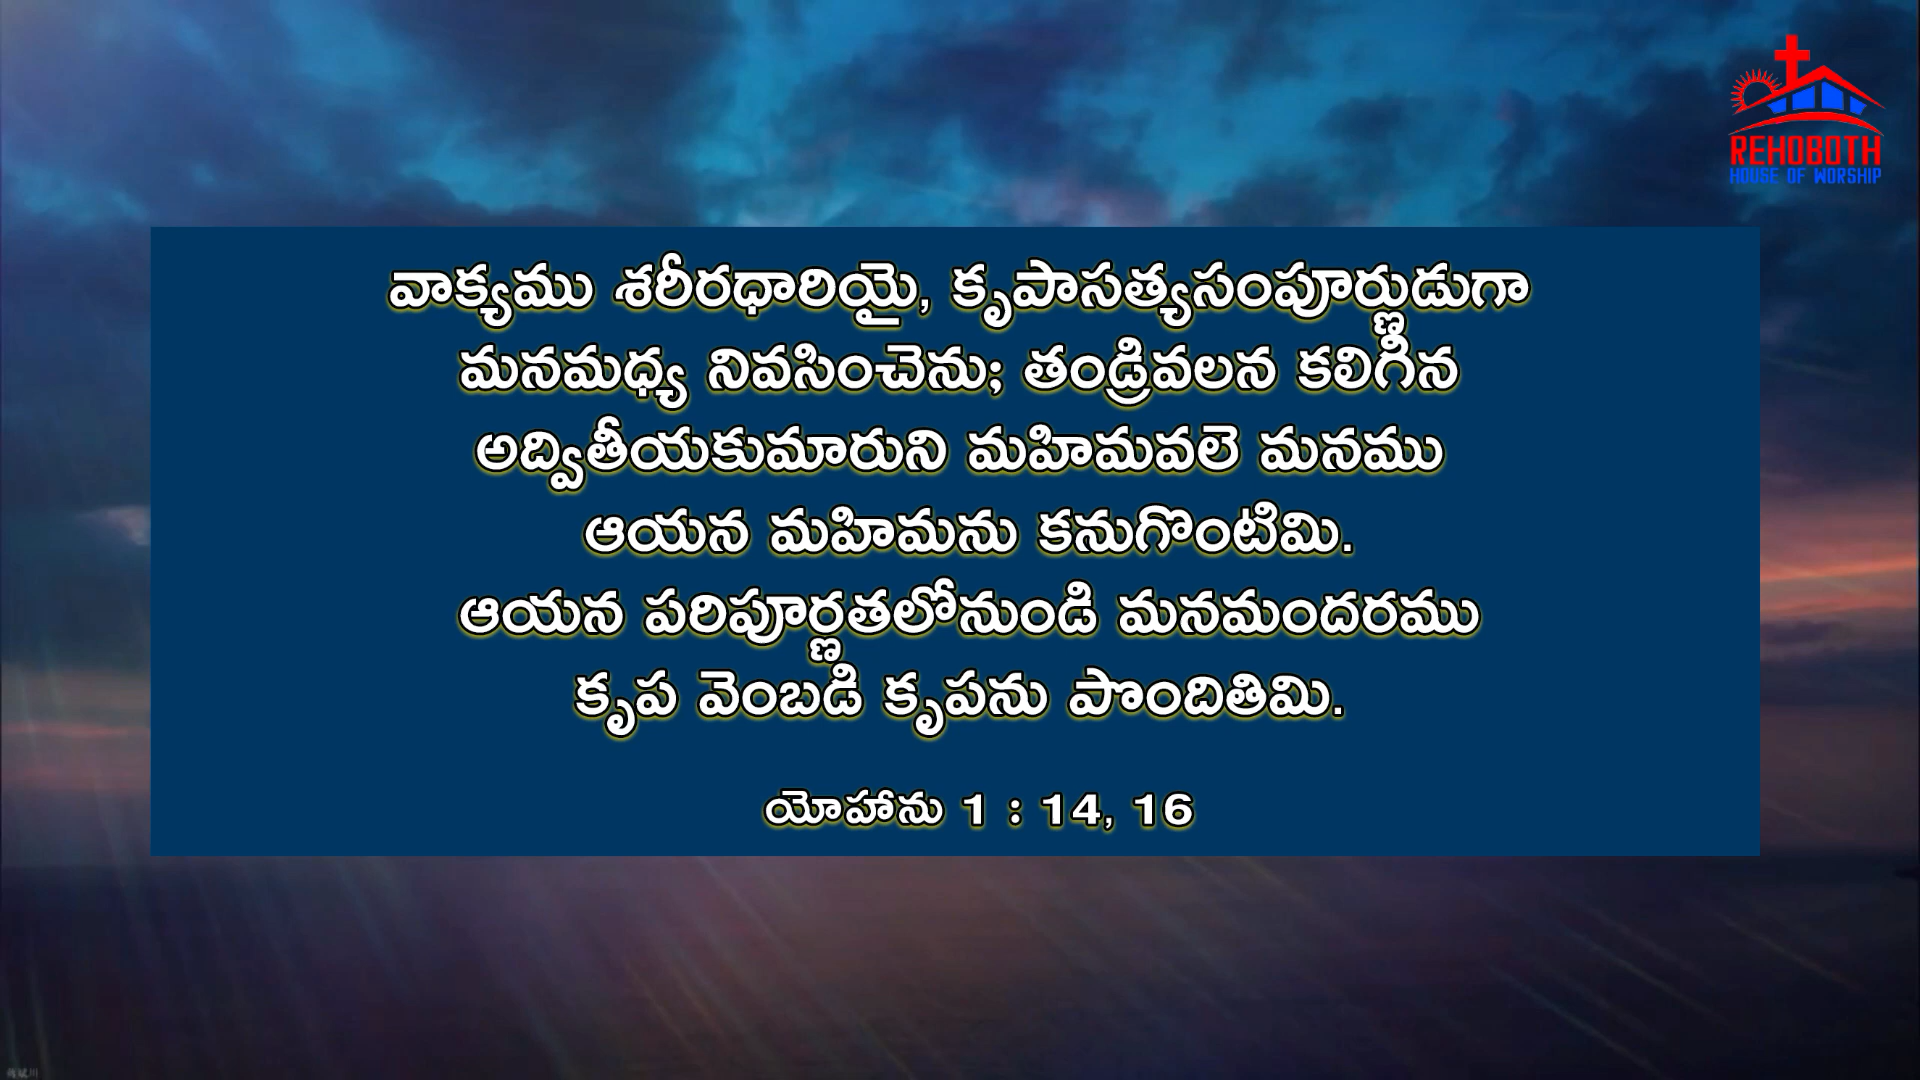 REHOBOTH
HOUSE OF WORSHIP
వాక్యము శరీరధారియై, కృపాసత్యసంపూర్ణుడుగా
మనమధ్య నివసించెను; తండ్రివలన కలిగిన
అద్వితీయకుమారుని మహిమవలె మనము
ఆయన మహిమను కనుగొంటిమి.
ఆయన పరిపూర్ణతలోనుండి మనమందరము
కృప వెంబడి కృపను పొందితిమి.
యోహాను 1 : 14, 16